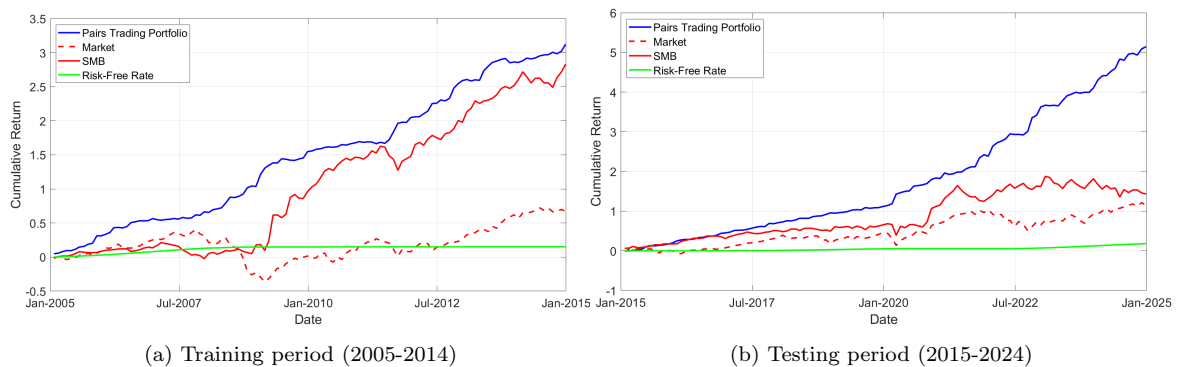 3.5
3
2.5
2
1.5
1
0.5
0
-0.5
Cumulative Return
Pairs Trading Portfolio
Market
SMB
Risk-Free Rate
Jan-2005
Jul-2007
Jan-2010
Jul-2012
Jan-2015
Date
(a) Training period (2005-2014)
6
5
4
3
2
1
0
-1
Cumulative Return
Pairs Trading Portfolio
Market
SMB
Risk-Free Rate
Jan-2015
Jul-2017
Jan-2020
Jul-2022
Jan-2025
Date
(b) Testing period (2015-2024)